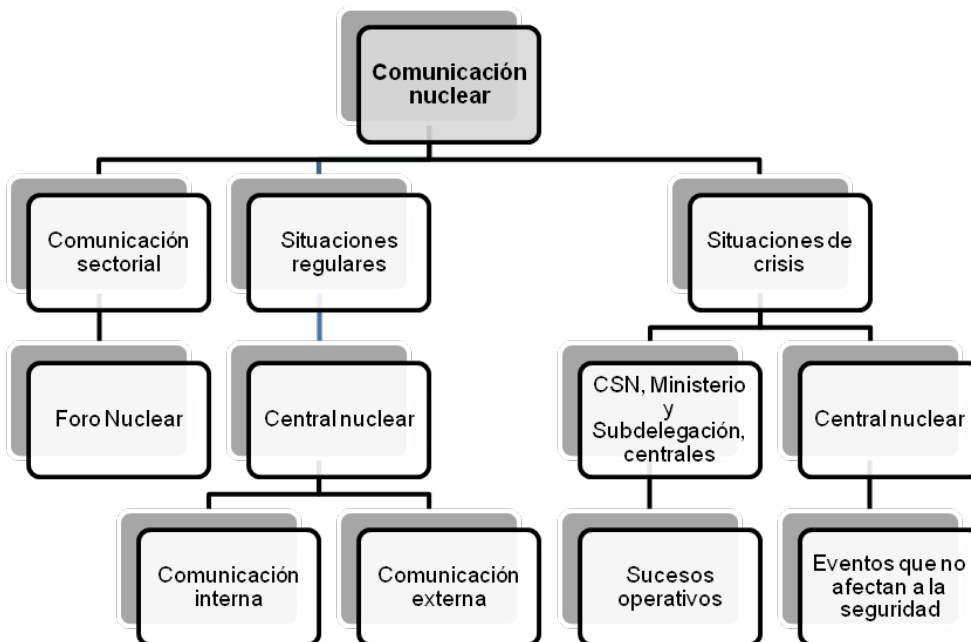 Comunicación
nuclear
Comunicación
sectorial
Situaciones
regulares
Situaciones de
crisis
Foro Nuclear
Central nuclear
CSN, Ministerio
y
Subdelegación,
centrales
Central nuclear
Comunicación
interna
Comunicación
externa
Sucesos
operativos
Eventos que no
afectan a la
seguridad